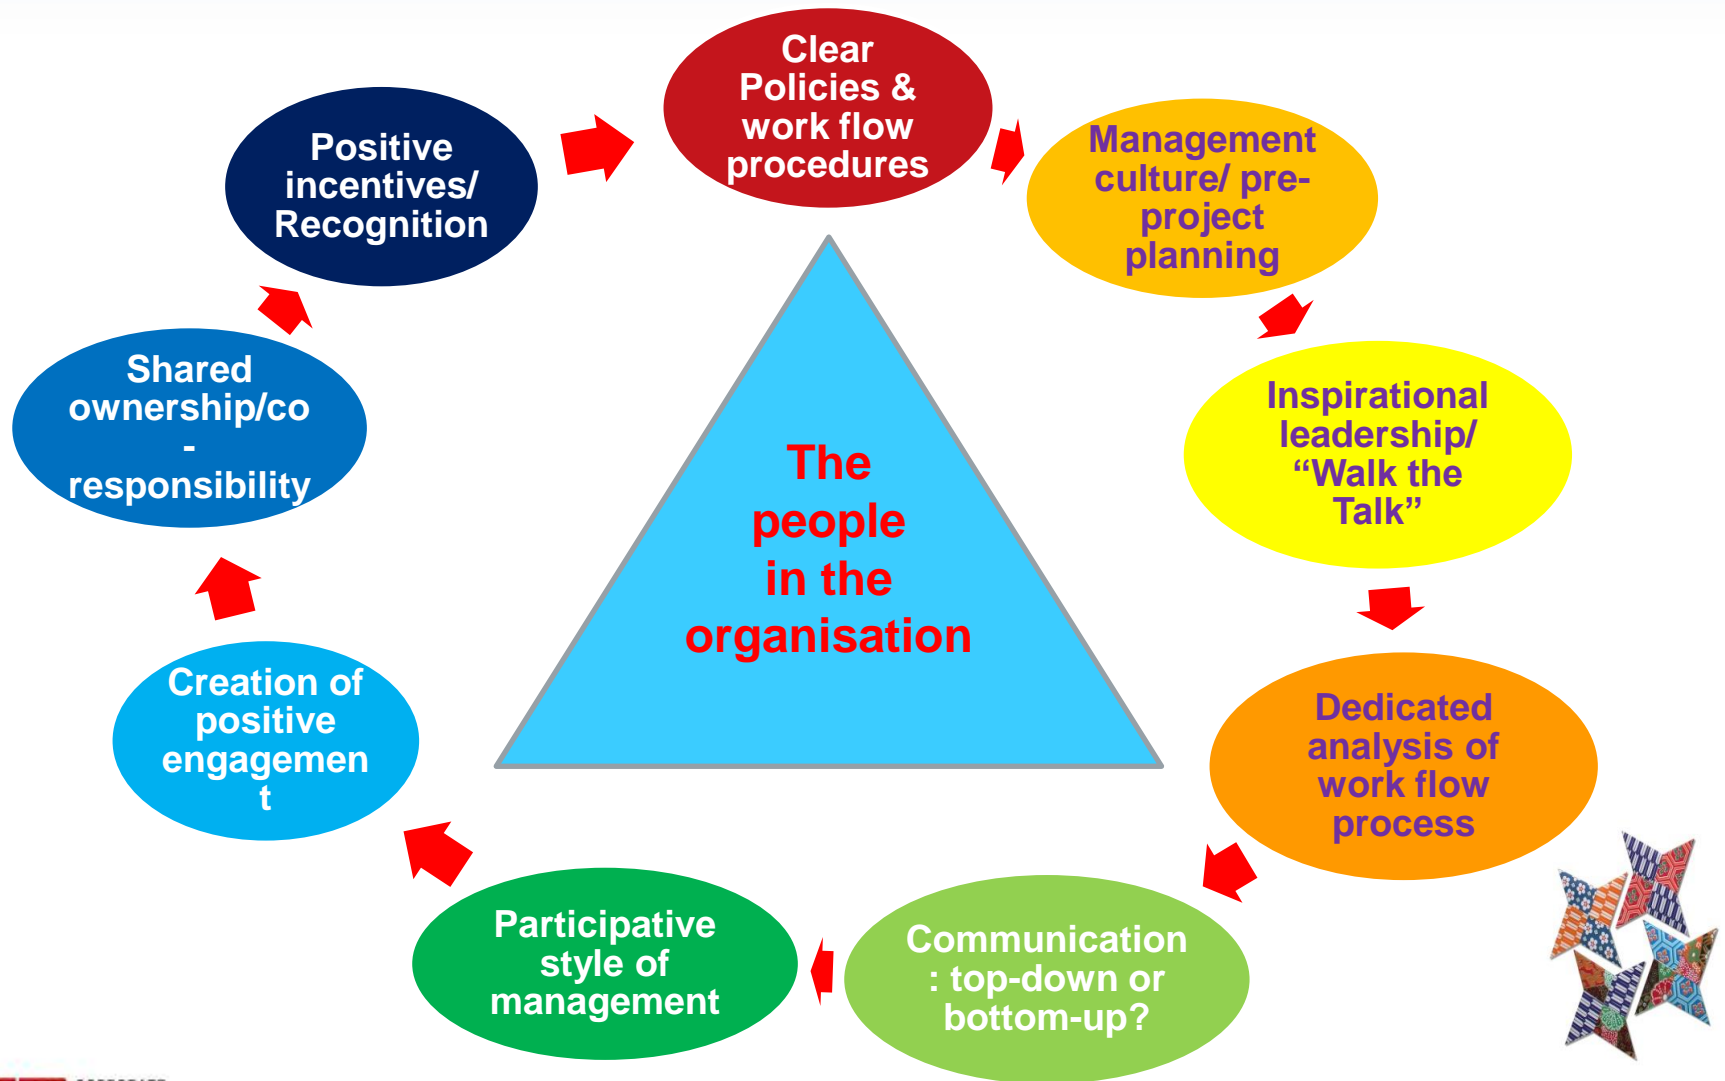 Clear
Policies &
work flow
procedures
Management
culture/ pre-
project
planning
Inspirational
leadership/
“Walk the
Talk”
Dedicated
analysis of
work flow
process
Communication
: top-down or
bottom-up?
Participative
style of
management
Creation of
positive
engagemen
t
Shared
ownership/co
-
responsibility
Positive
incentives/
Recognition
The
people
in the
organisation